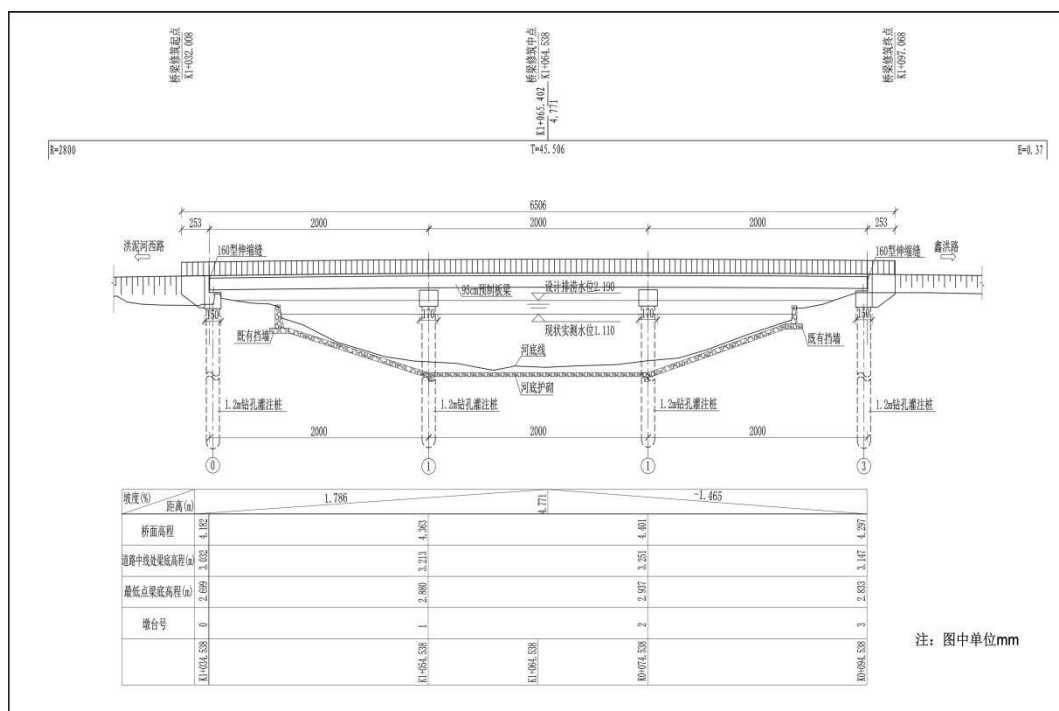 桥梁修筑起点
K1+032.008
桥梁修筑中点
K1+064.538
桥梁修筑终点
K1+097.068
K1+065.402
4.771
R=2800
T=45.506
E=0.37
6506
253
2000
2000
2000
253
洪泥河西路
160型伸缩缝
160型伸缩缝
鑫洪路
95cm预制板梁
设计排涝水位2.190
150
170
170
150
现状实测水位1.110
既有挡墙
既有挡墙
河底线
河底护砌
1.2m钻孔灌注桩
1.2m钻孔灌注桩
1.2m钻孔灌注桩
1.2m钻孔灌注桩
2000
2000
2000
0
1
1
3
坡度(%)
距离(m)
1.786
4.771
-1.465
桥面高程
4.182
4.363
4.401
4.297
道路中线处梁底高程(m)
3.032
3.213
3.251
3.147
最低点梁底高程(m)
2.699
2.880
2.937
2.833
墩台号
0
1
2
3
K1+034.538
K1+054.538
K1+064.538
K0+074.538
K0+094.538
注：图中单位mm